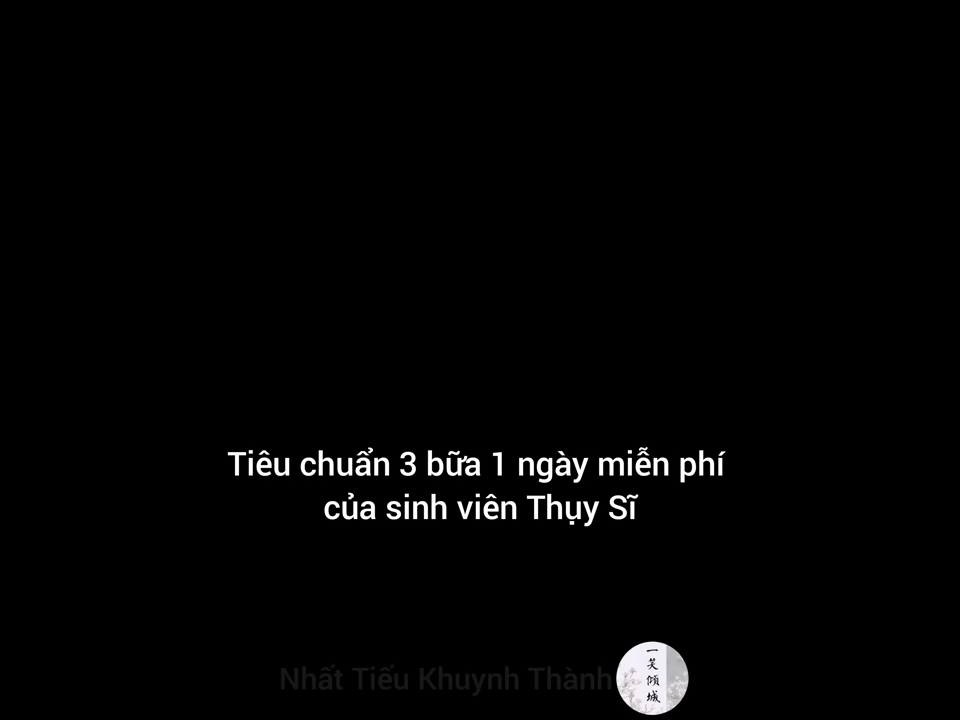 Tiêu chuẩn 3 bữa 1 ngày miễn phí
của sinh viên Thụy Sĩ
Nhất Tiếu Khuynh Thành
一
笑
傾
城